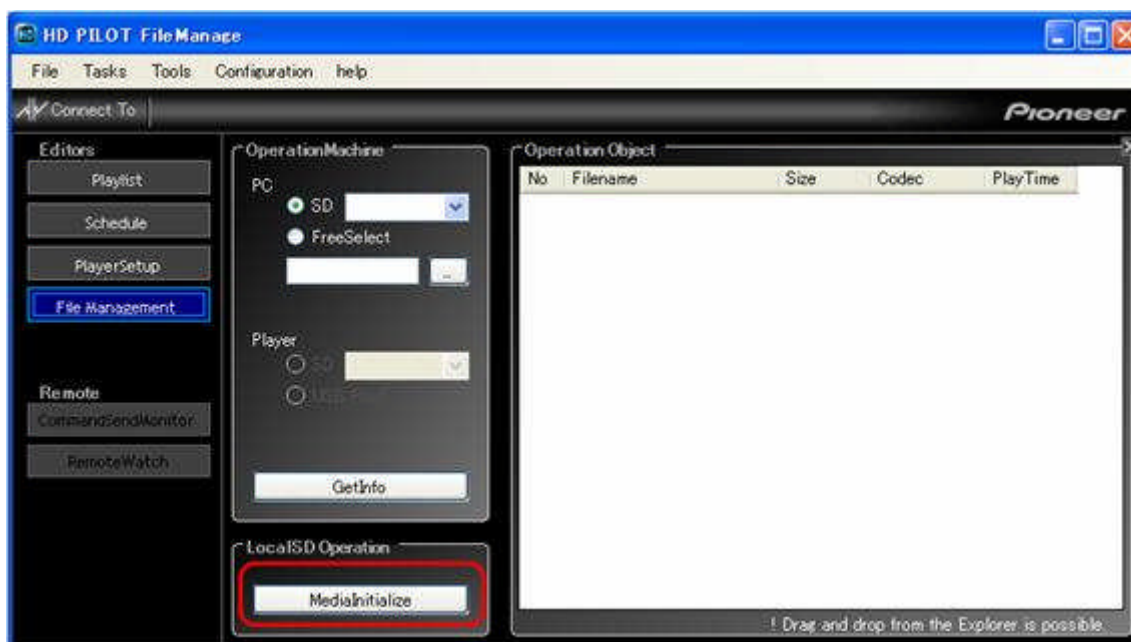 HD PILOT FileManage
File Tasks Tools Configuration help
Connect To
Pioneer
Editors
Playlist
Schedule
PlayerSetup
File Management
Remote
CommandSendMonitor
RemoteWatch
OperationMachine
PC
SD
FreeSelect
...
Player
SD
GetInfo
LocalSD Operation
MediaInitialize
Operation Object
No Filename Size Codec PlayTime
! Drag and drop from the Explorer is possible.